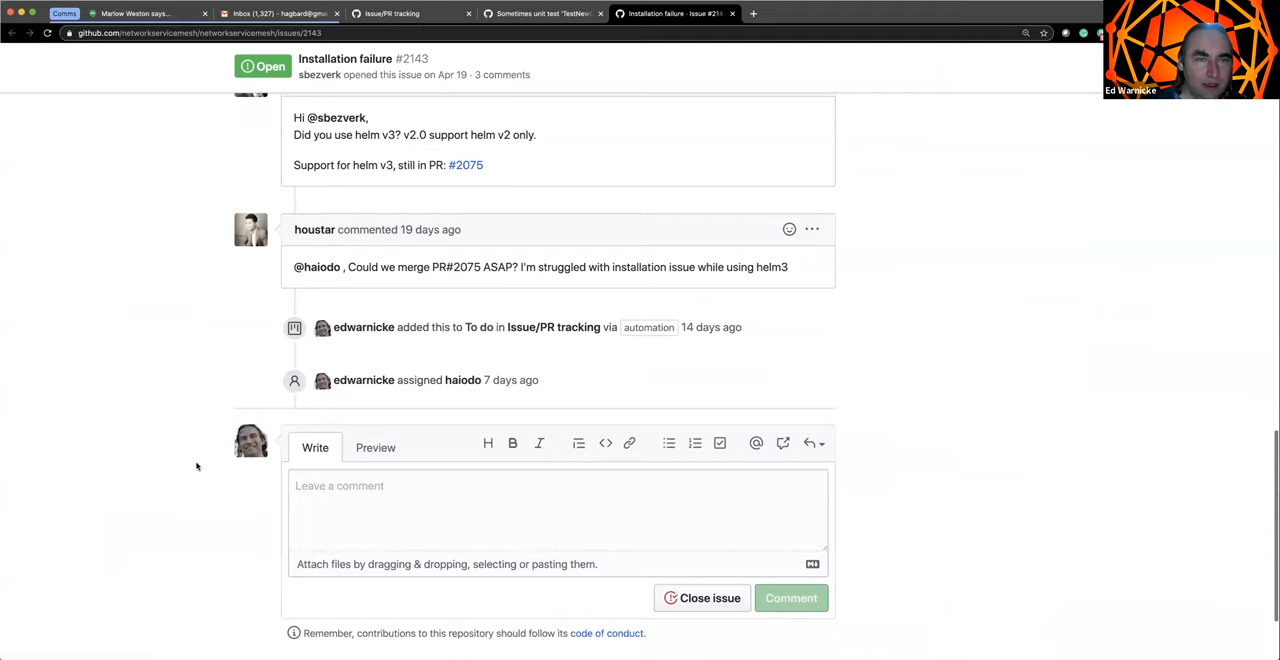 Comms
Marlow Weston says...
Inbox (1,327) - hagbard@gma
Issue/PR tracking
Sometimes unit test 'TestNewC
Installation failure · Issue #214
github.com/networkservicemesh/networkservicemesh/issues/2143
Ed Warnicke
Open
Installation failure #2143
sbezverk opened this issue on Apr 19 · 3 comments
Hi @sbezverk,
Did you use helm v3? v2.0 support helm v2 only.
Support for helm v3, still in PR: #2075
houstar commented 19 days ago
@haiodo , Could we merge PR#2075 ASAP? I'm struggled with installation issue while using helm3
edwarnicke added this to To do in Issue/PR tracking via automation 14 days ago
edwarnicke assigned haiodo 7 days ago
Write
Preview
Leave a comment
Attach files by dragging & dropping, selecting or pasting them.
Close issue
Comment
Remember, contributions to this repository should follow its code of conduct.